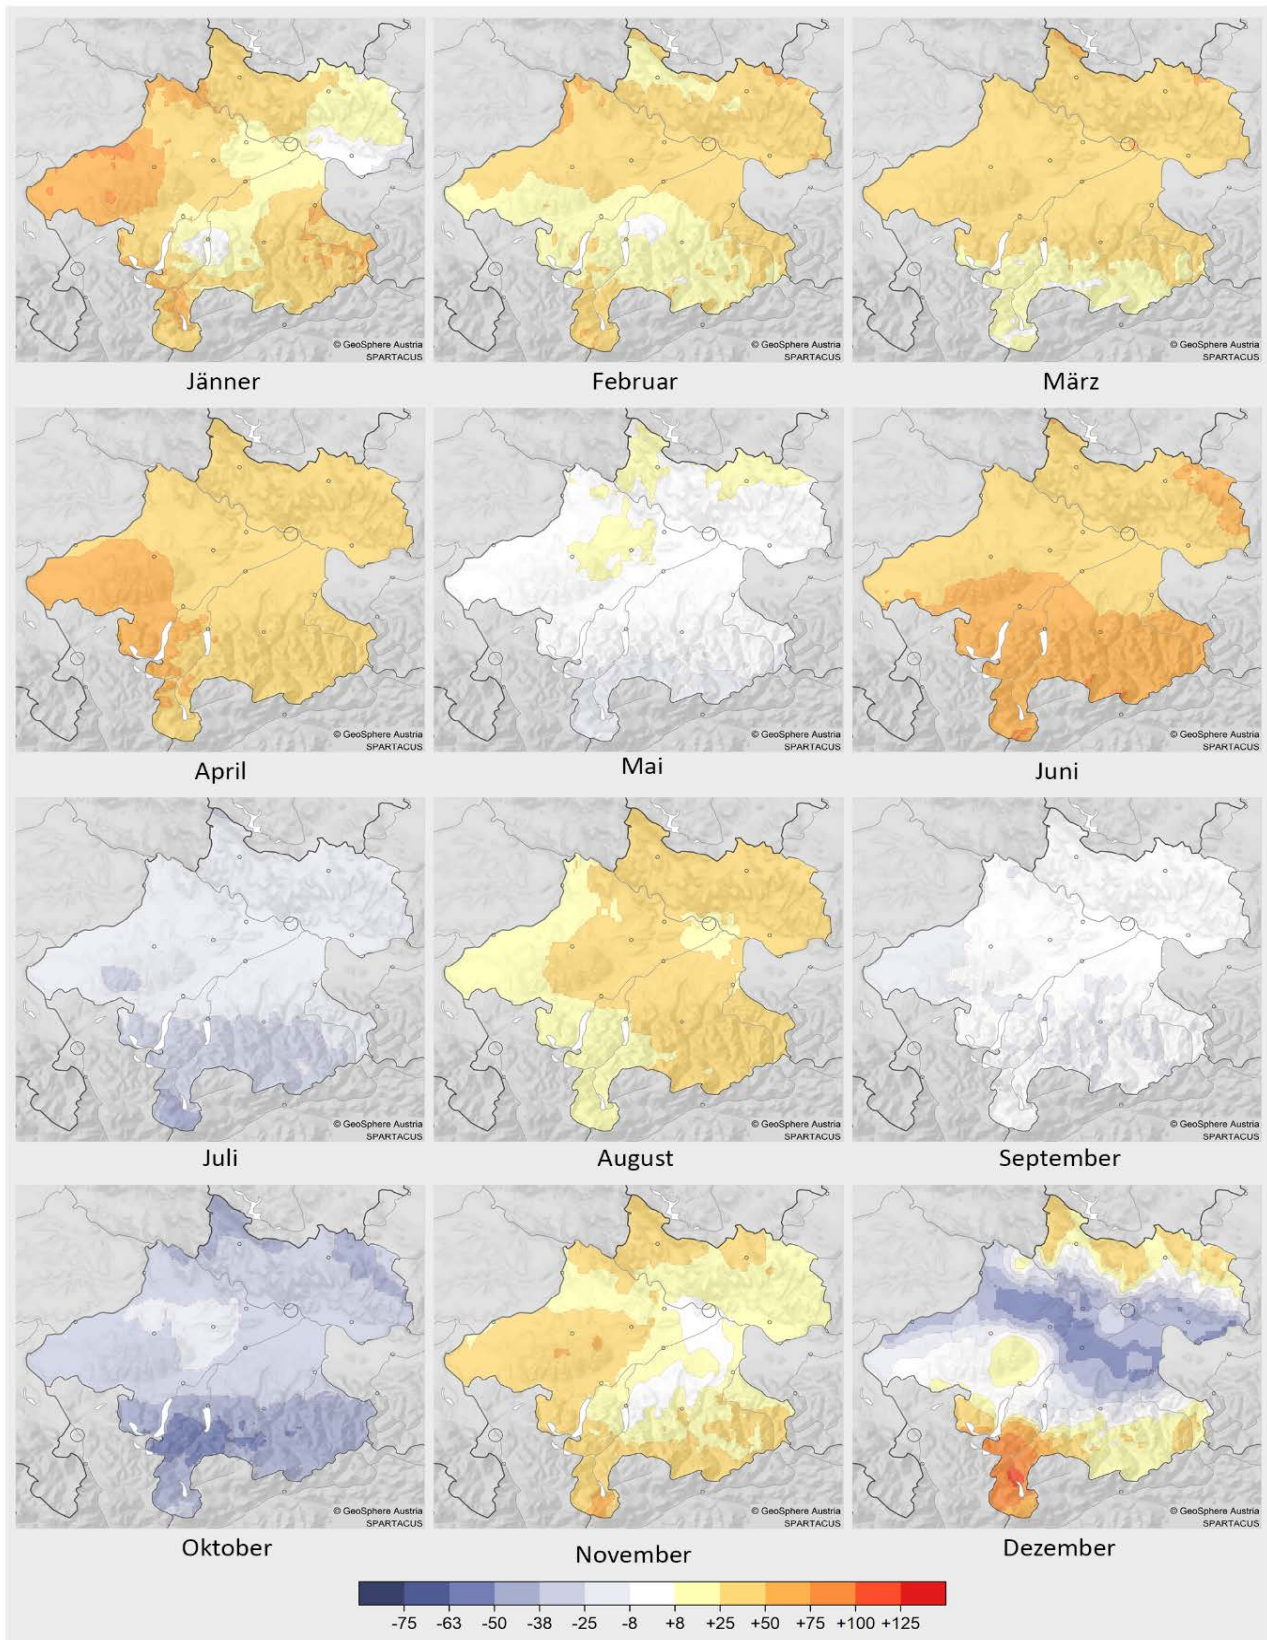 © GeoSphere Austria © GeoSphere Austria © GeoSphere Austria
SPARTACUS SPARTACUS SPARTACUS
Jänner Februar März
© GeoSphere Austria © GeoSphere Austria © GeoSphere Austria
SPARTACUS SPARTACUS SPARTACUS
April Mai Juni
© GeoSphere Austria © GeoSphere Austria © GeoSphere Austria
SPARTACUS SPARTACUS SPARTACUS
Juli August September
© GeoSphere Austria © GeoSphere Austria © GeoSphere Austria
SPARTACUS SPARTACUS SPARTACUS
Oktober November Dezember
-75 -63 -50 -38 -25 -8 +8 +25 +50 +75 +100 +125